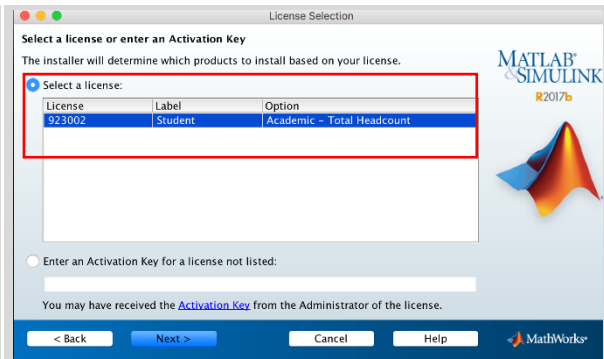 License Selection
Select a license or enter an Activation Key
The installer will determine which products to install based on your license.
MATLAB®
&SIMULINK
R2017b
Select a license:
License Label Option
923002 Student Academic – Total Headcount
Enter an Activation Key for a license not listed:
You may have received the Activation Key from the Administrator of the license.
< Back Next > Cancel Help MathWorks®